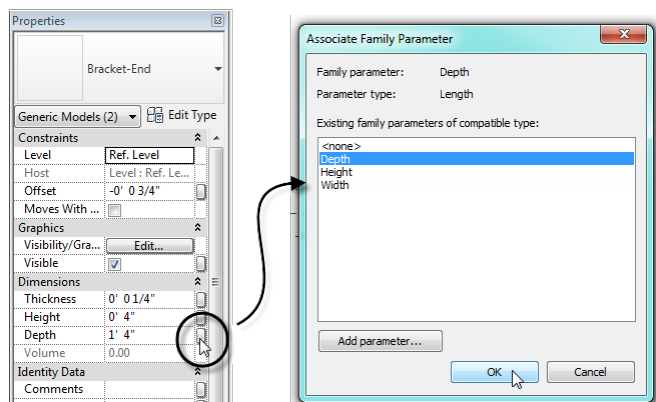 Properties
Bracket-End
Generic Models (2) Edit Type
Constraints
Level Ref. Level
Host Level : Ref. Le...
Offset -0' 0 3/4"
Moves With ...
Graphics
Visibility/Gra... Edit...
Visible
Dimensions
Thickness 0' 0 1/4"
Height 0' 4"
Depth 1' 4"
Volume 0.00
Identity Data
Comments
Associate Family Parameter
Family parameter: Depth
Parameter type: Length
Existing family parameters of compatible type:
<none>
Depth
Height
Width
Add parameter...
OK Cancel